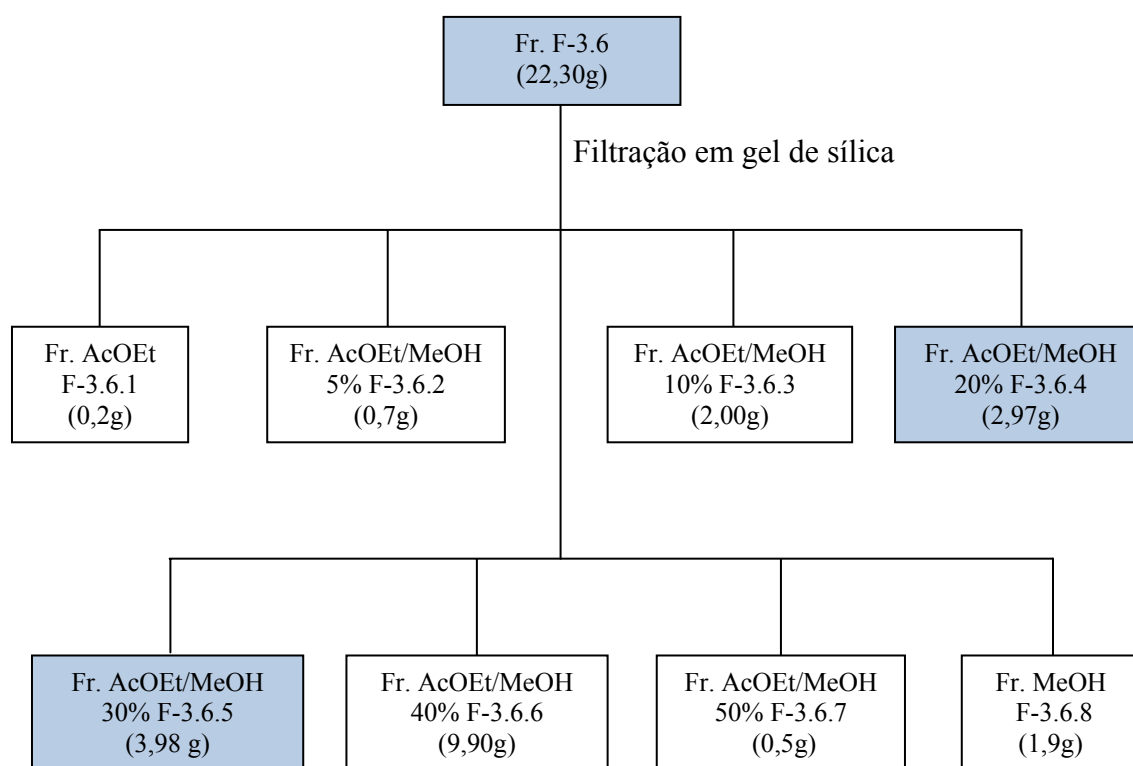 Fr. F-3.6
(22,30g)
Filtração em gel de sílica
Fr. AcOEt
F-3.6.1
(0,2g)
Fr. AcOEt/MeOH
5% F-3.6.2
(0,7g)
Fr. AcOEt/MeOH
10% F-3.6.3
(2,00g)
Fr. AcOEt/MeOH
20% F-3.6.4
(2,97g)
Fr. AcOEt/MeOH
30% F-3.6.5
(3,98 g)
Fr. AcOEt/MeOH
40% F-3.6.6
(9,90g)
Fr. AcOEt/MeOH
50% F-3.6.7
(0,5g)
Fr. MeOH
F-3.6.8
(1,9g)